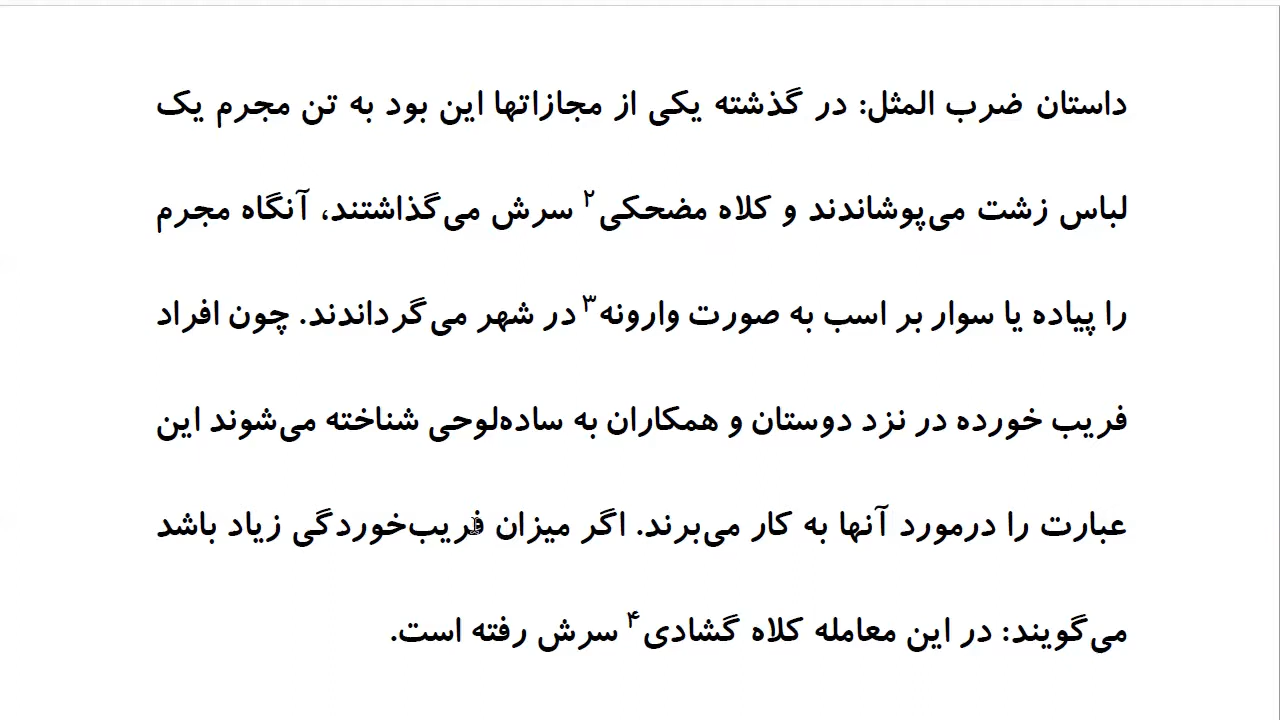 داستان ضرب المثل: در گذشته یکی از مجازاتها این بود به تن مجرم یک
لباس زشت می‌پوشاندند و کلاه مضحکی۲ سرش می‌گذاشتند، آنگاه مجرم
را پیاده یا سوار بر اسب به صورت وارونه۳ در شهر می‌گرداندند. چون افراد
فریب خورده در نزد دوستان و همکاران به ساده‌لوحی شناخته می‌شوند این
عبارت را درمورد آنها به کار می‌برند. اگر میزان فریب‌خوردگی زیاد باشد
می‌گویند: در این معامله کلاه گشادی۴ سرش رفته است.